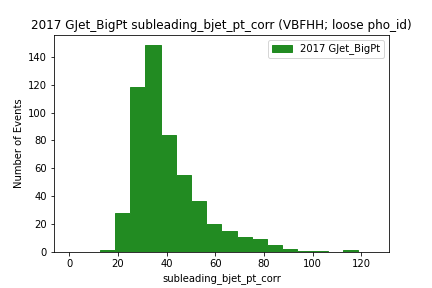 2017 GJet_BigPt subleading_bjet_pt_corr (VBFHH; loose pho_id)
2017 GJet_BigPt
Number of Events
140
120
100
80
60
40
20
0
0 20 40 60 80 100 120
subleading_bjet_pt_corr